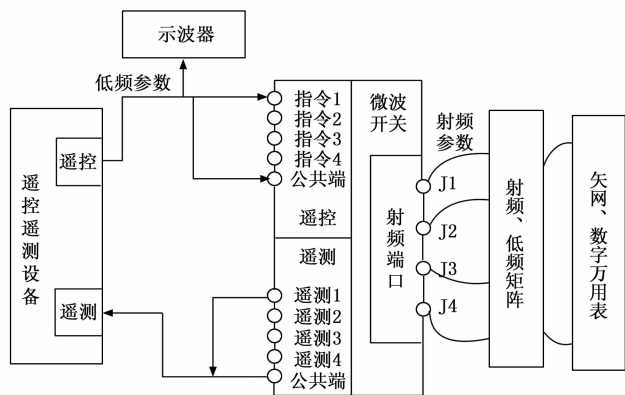 示波器
低频参数
遥控遥测设备
遥控
遥测
指令1
指令2
指令3
指令4
公共端
遥控
遥测
遥测1
遥测2
遥测3
遥测4
公共端
微波
开关
射频端口
射频
参数
J1
J2
J3
J4
射频、低频矩阵
矢网、数字万用表